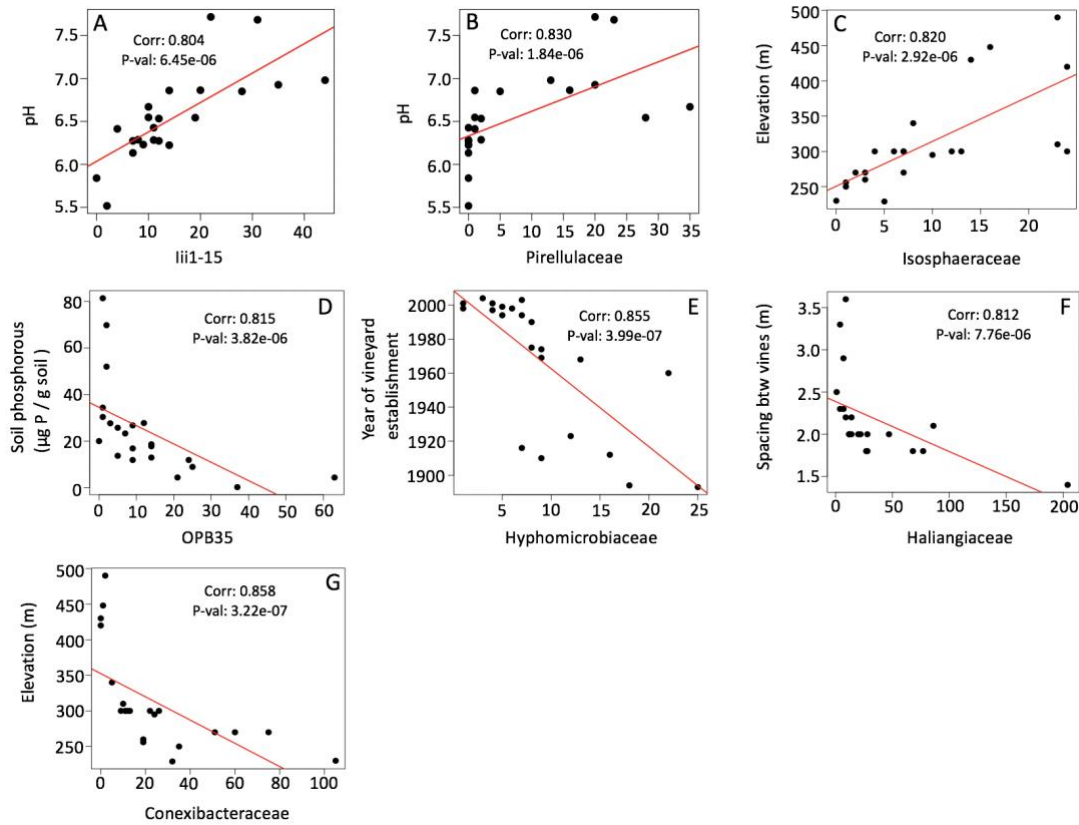 A
Corr: 0.804
P-val: 6.45e-06
pH
7.5
7.0
6.5
6.0
5.5
0 10 20 30 40
Iii1-15
B
Corr: 0.830
P-val: 1.84e-06
pH
7.5
7.0
6.5
6.0
5.5
0 5 10 15 20 25 30 35
Pirellulaceae
C
Corr: 0.820
P-val: 2.92e-06
Elevation (m)
500
450
400
350
300
250
0 5 10 15 20
Isosphaeraceae
D
Corr: 0.815
P-val: 3.82e-06
Soil phosphorous
(µg P / g soil )
80
60
40
20
0
0 10 20 30 40 50 60
OPB35
E
Corr: 0.855
P-val: 3.99e-07
Year of vineyard
establishment
2000
1980
1960
1940
1920
1900
5 10 15 20 25
Hyphomicrobiaceae
F
Corr: 0.812
P-val: 7.76e-06
Spacing btw vines (m)
3.5
3.0
2.5
2.0
1.5
0 50 100 150 200
Haliangiaceae
G
Corr: 0.858
P-val: 3.22e-07
Elevation (m)
500
450
400
350
300
250
0 20 40 60 80 100
Conexibacteraceae